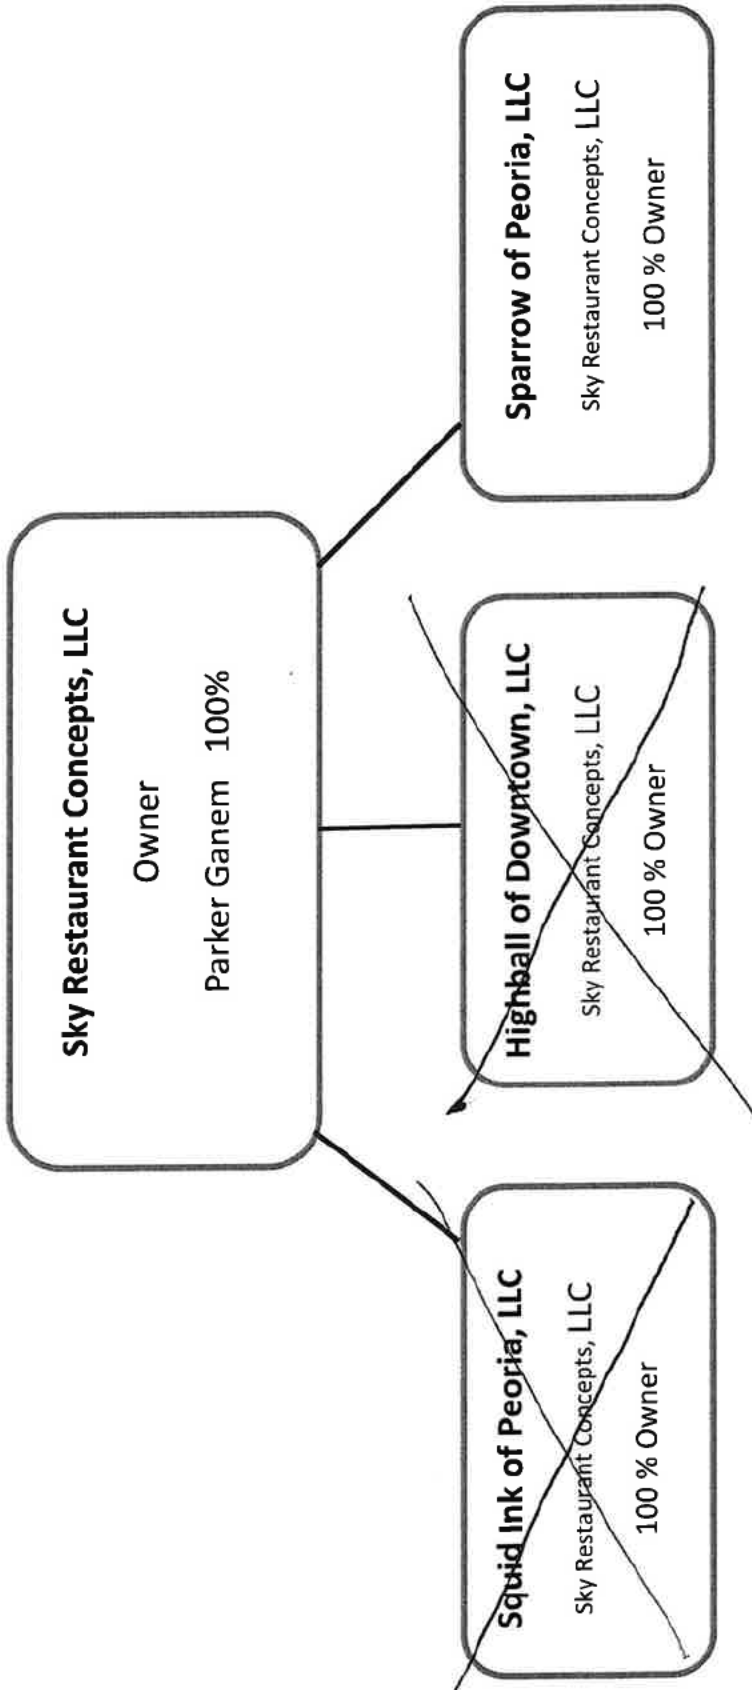 Sky Restaurant Concepts, LLC
Owner
Parker Ganem 100%
Squid Ink of Peoria, LLC
Sky Restaurant Concepts, LLC
100 % Owner
Highball of Downtown, LLC
Sky Restaurant Concepts, LLC
100 % Owner
Sparrow of Peoria, LLC
Sky Restaurant Concepts, LLC
100 % Owner